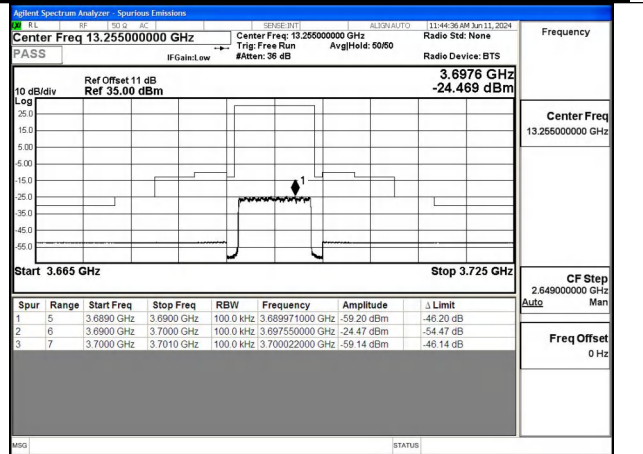 Agilent Spectrum Analyzer - Spurious Emissions
RL RF 50 Ω AC SENSE:INT ALIGN AUTO 11:44:36 AM Jun 11, 2024
Center Freq 13.255000000 GHz Center Freq: 13.255000000 GHz Radio Std: None
Trig: Free Run Avg|Hold: 50/50
PASS IFGain:Low #Atten: 36 dB Radio Device: BTS
Frequency
Ref Offset 11 dB 3.6976 GHz
10 dB/div Ref 35.00 dBm -24.469 dBm
Log
25.0
15.0
5.00
-5.00
-15.0
-25.0
-35.0
-45.0
-55.0
1
Start 3.665 GHz Stop 3.725 GHz
Center Freq
13.255000000 GHz
CF Step
2.649000000 GHz
Auto Man
Freq Offset
0 Hz
Spur Range Start Freq Stop Freq RBW Frequency Amplitude Δ Limit
1 5 3.6890 GHz 3.6900 GHz 100.0 kHz 3.689971000 GHz -59.20 dBm -46.20 dB
2 6 3.6900 GHz 3.7000 GHz 100.0 kHz 3.697550000 GHz -24.47 dBm -54.47 dB
3 7 3.7000 GHz 3.7010 GHz 100.0 kHz 3.700022000 GHz -59.14 dBm -46.14 dB
MSG STATUS